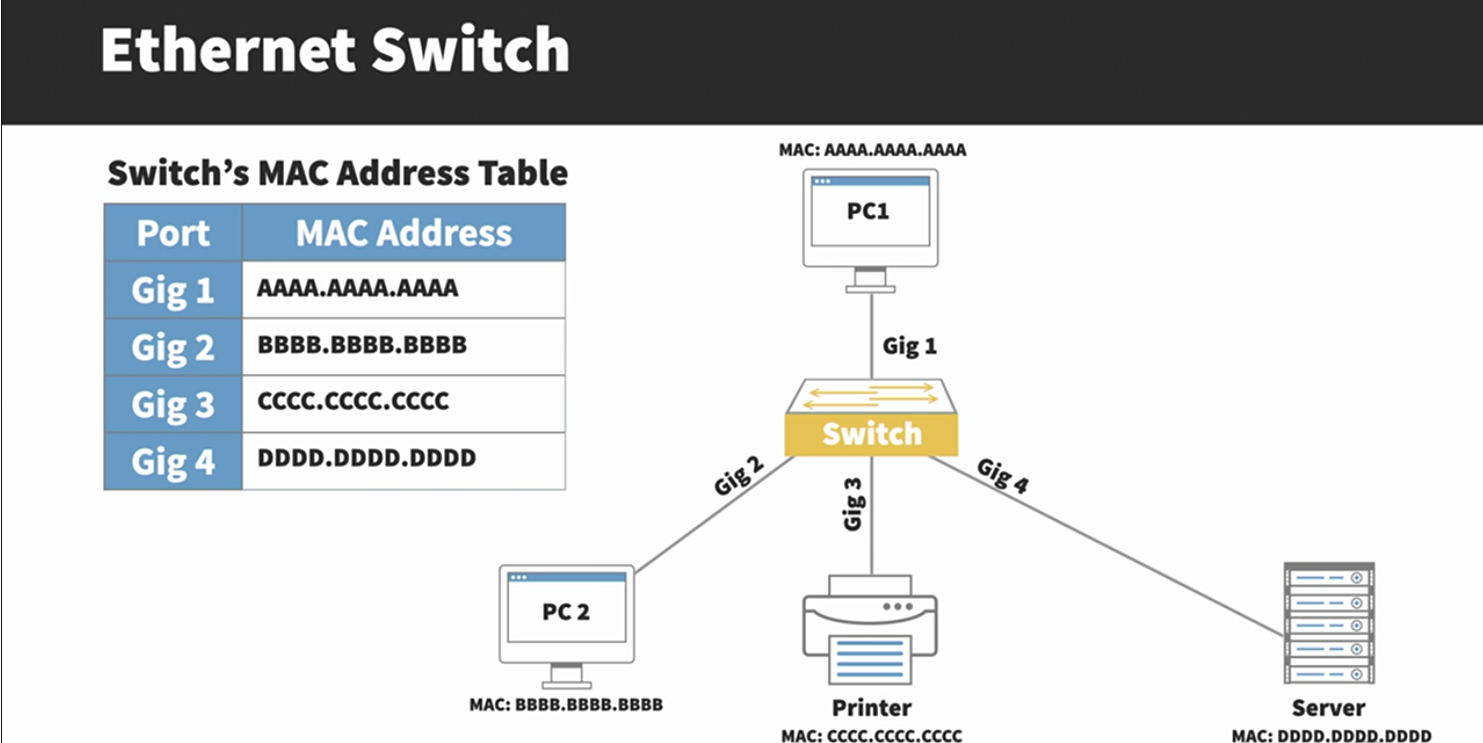 Ethernet Switch
Switch's MAC Address Table
Port MAC Address
Gig 1 AAAA.AAAA.AAAA
Gig 2 BBBB.BBBB.BBBB
Gig 3 CCCC.CCCC.CCCC
Gig 4 DDDD.DDDD.DDDD
MAC: AAAA.AAAA.AAAA
PC1
Gig 1
Switch
Gig 2
Gig 3
Gig 4
PC 2
MAC: BBBB.BBBB.BBBB
Printer
MAC: CCCC.CCCC.CCCC
Server
MAC: DDDD.DDDD.DDDD